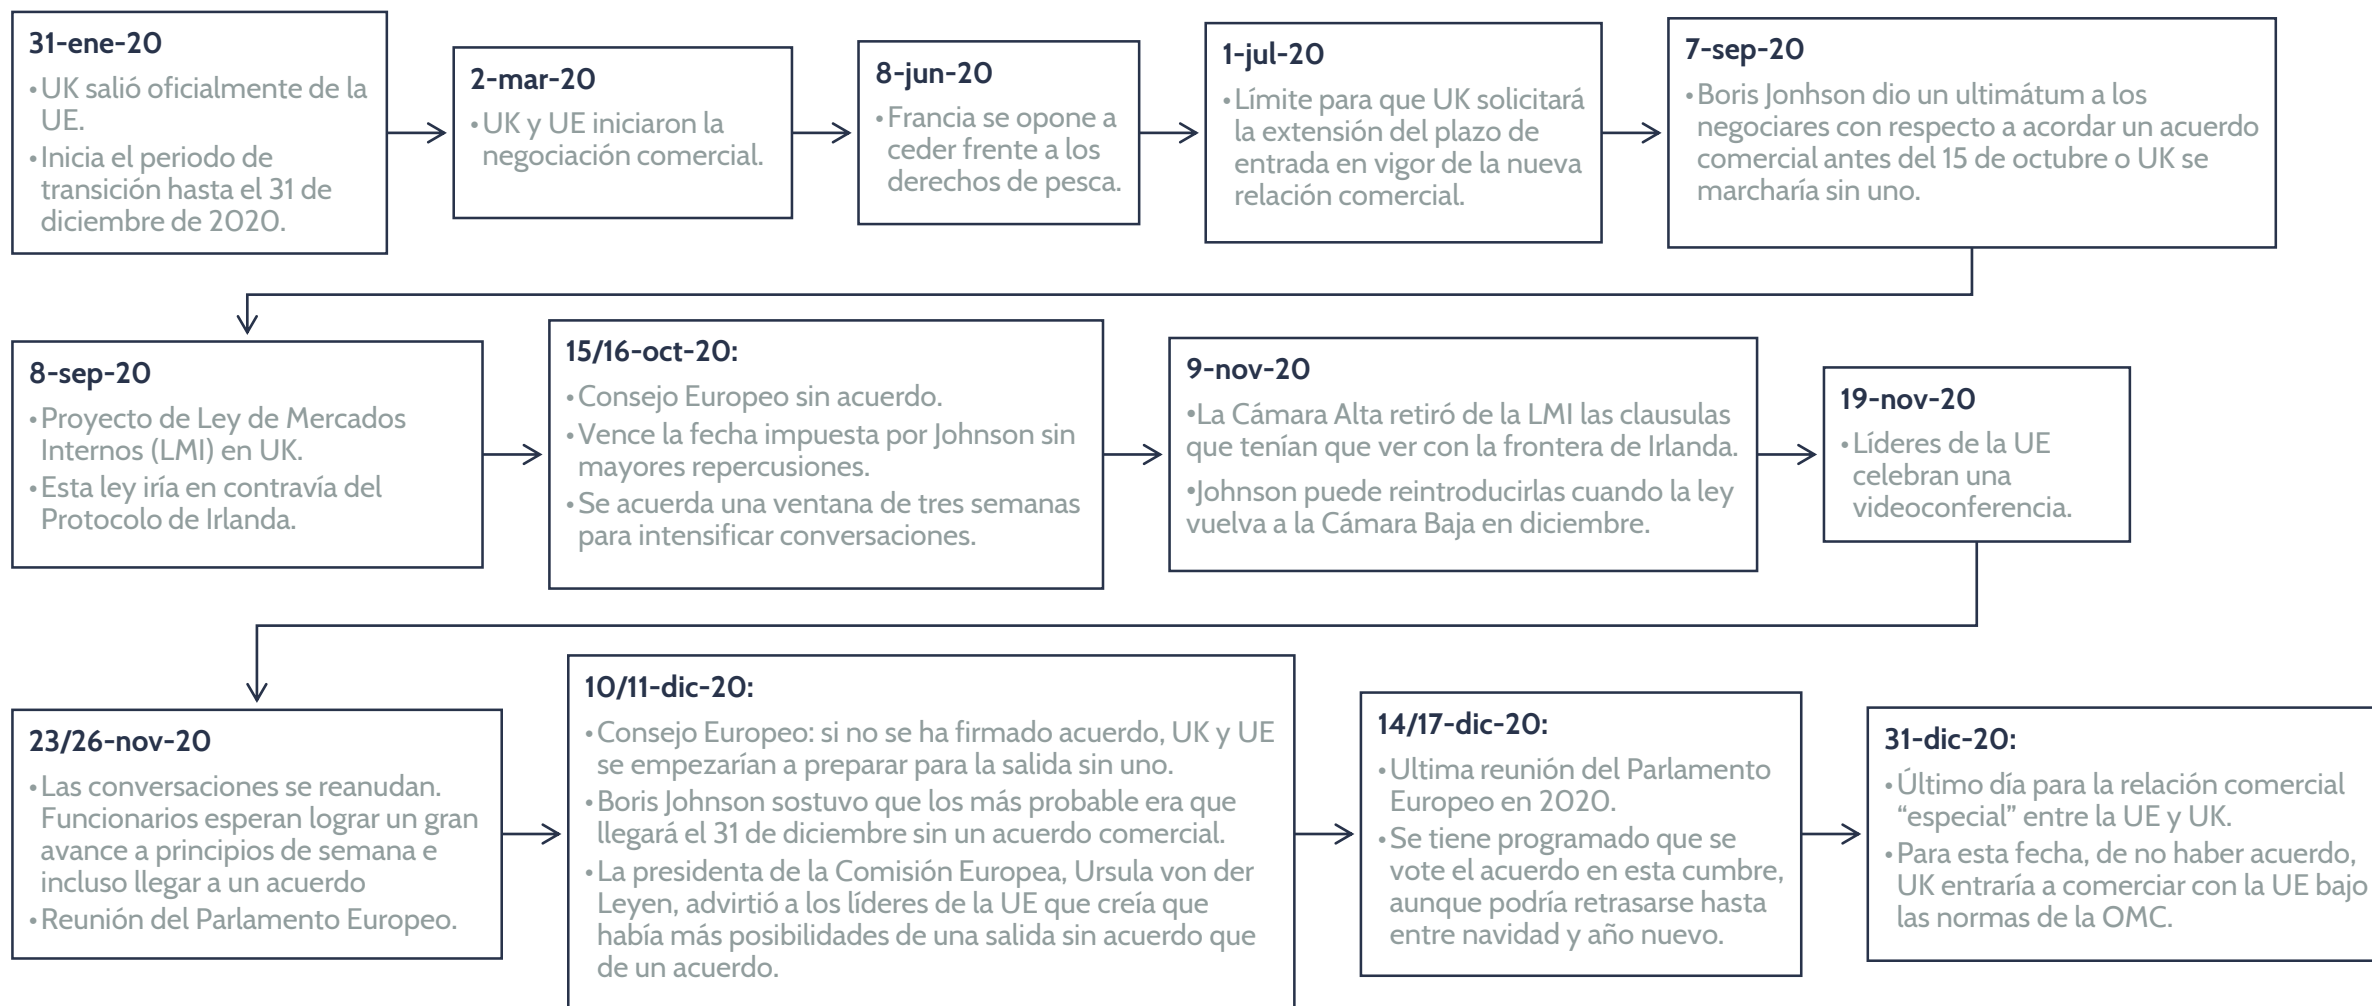 31-ene-20
•UK salió oficialmente de la
UE.
•Inicia el periodo de
transición hasta el 31 de
diciembre de 2020.
2-mar-20
•UK y UE iniciaron la
negociación comercial.
8-jun-20
•Francia se opone a
ceder frente a los
derechos de pesca.
1-jul-20
•Límite para que UK solicitará
la extensión del plazo de
entrada en vigor de la nueva
relación comercial.
7-sep-20
•Boris Jonhson dio un ultimátum a los
negociares con respecto a acordar un acuerdo
comercial antes del 15 de octubre o UK se
marcharía sin uno.
8-sep-20
•Proyecto de Ley de Mercados
Internos (LMI) en UK.
•Esta ley iría en contravía del
Protocolo de Irlanda.
15/16-oct-20:
•Consejo Europeo sin acuerdo.
•Vence la fecha impuesta por Johnson sin
mayores repercusiones.
•Se acuerda una ventana de tres semanas
para intensificar conversaciones.
9-nov-20
•La Cámara Alta retiró de la LMI las clausulas
que tenían que ver con la frontera de Irlanda.
•Johnson puede reintroducirlas cuando la ley
vuelva a la Cámara Baja en diciembre.
19-nov-20
•Líderes de la UE
celebran una
videoconferencia.
23/26-nov-20
•Las conversaciones se reanudan.
Funcionarios esperan lograr un gran
avance a principios de semana e
incluso llegar a un acuerdo
•Reunión del Parlamento Europeo.
10/11-dic-20:
•Consejo Europeo: si no se ha firmado acuerdo, UK y UE
se empezarían a preparar para la salida sin uno.
•Boris Johnson sostuvo que los más probable era que
llegará el 31 de diciembre sin un acuerdo comercial.
•La presidenta de la Comisión Europea, Ursula von der
Leyen, advirtió a los líderes de la UE que creía que
había más posibilidades de una salida sin acuerdo que
de un acuerdo.
14/17-dic-20:
•Ultima reunión del Parlamento
Europeo en 2020.
•Se tiene programado que se
vote el acuerdo en esta cumbre,
aunque podría retrasarse hasta
entre navidad y año nuevo.
31-dic-20:
•Último día para la relación comercial
“especial” entre la UE y UK.
•Para esta fecha, de no haber acuerdo,
UK entraría a comerciar con la UE bajo
las normas de la OMC.